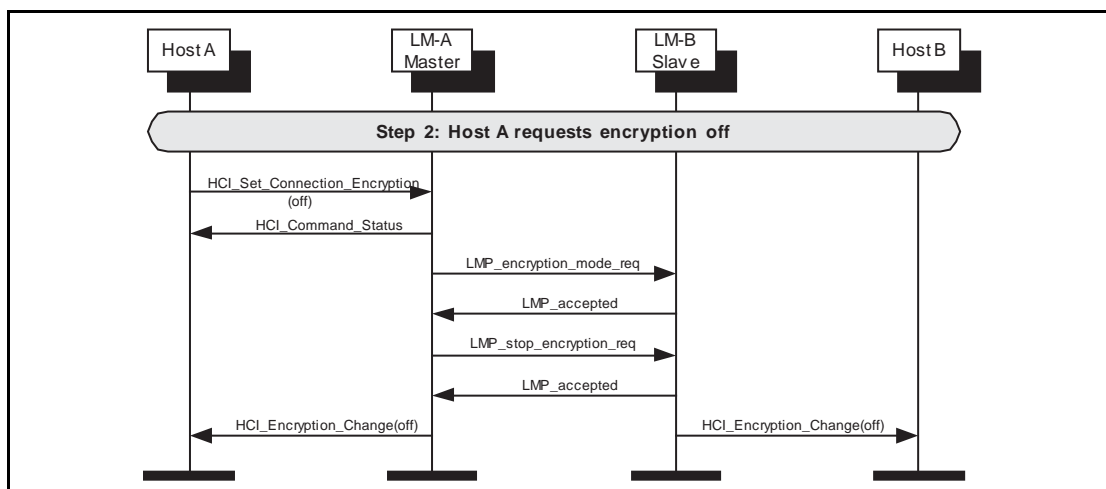 Host A
LM-A
Master
LM-B
Slave
Host B
Step 2: Host A requests encryption off
HCI_Set_Connection_Encryption
(off)
HCI_Command_Status
LMP_encryption_mode_req
LMP_accepted
LMP_stop_encryption_req
LMP_accepted
HCI_Encryption_Change(off)
HCI_Encryption_Change(off)